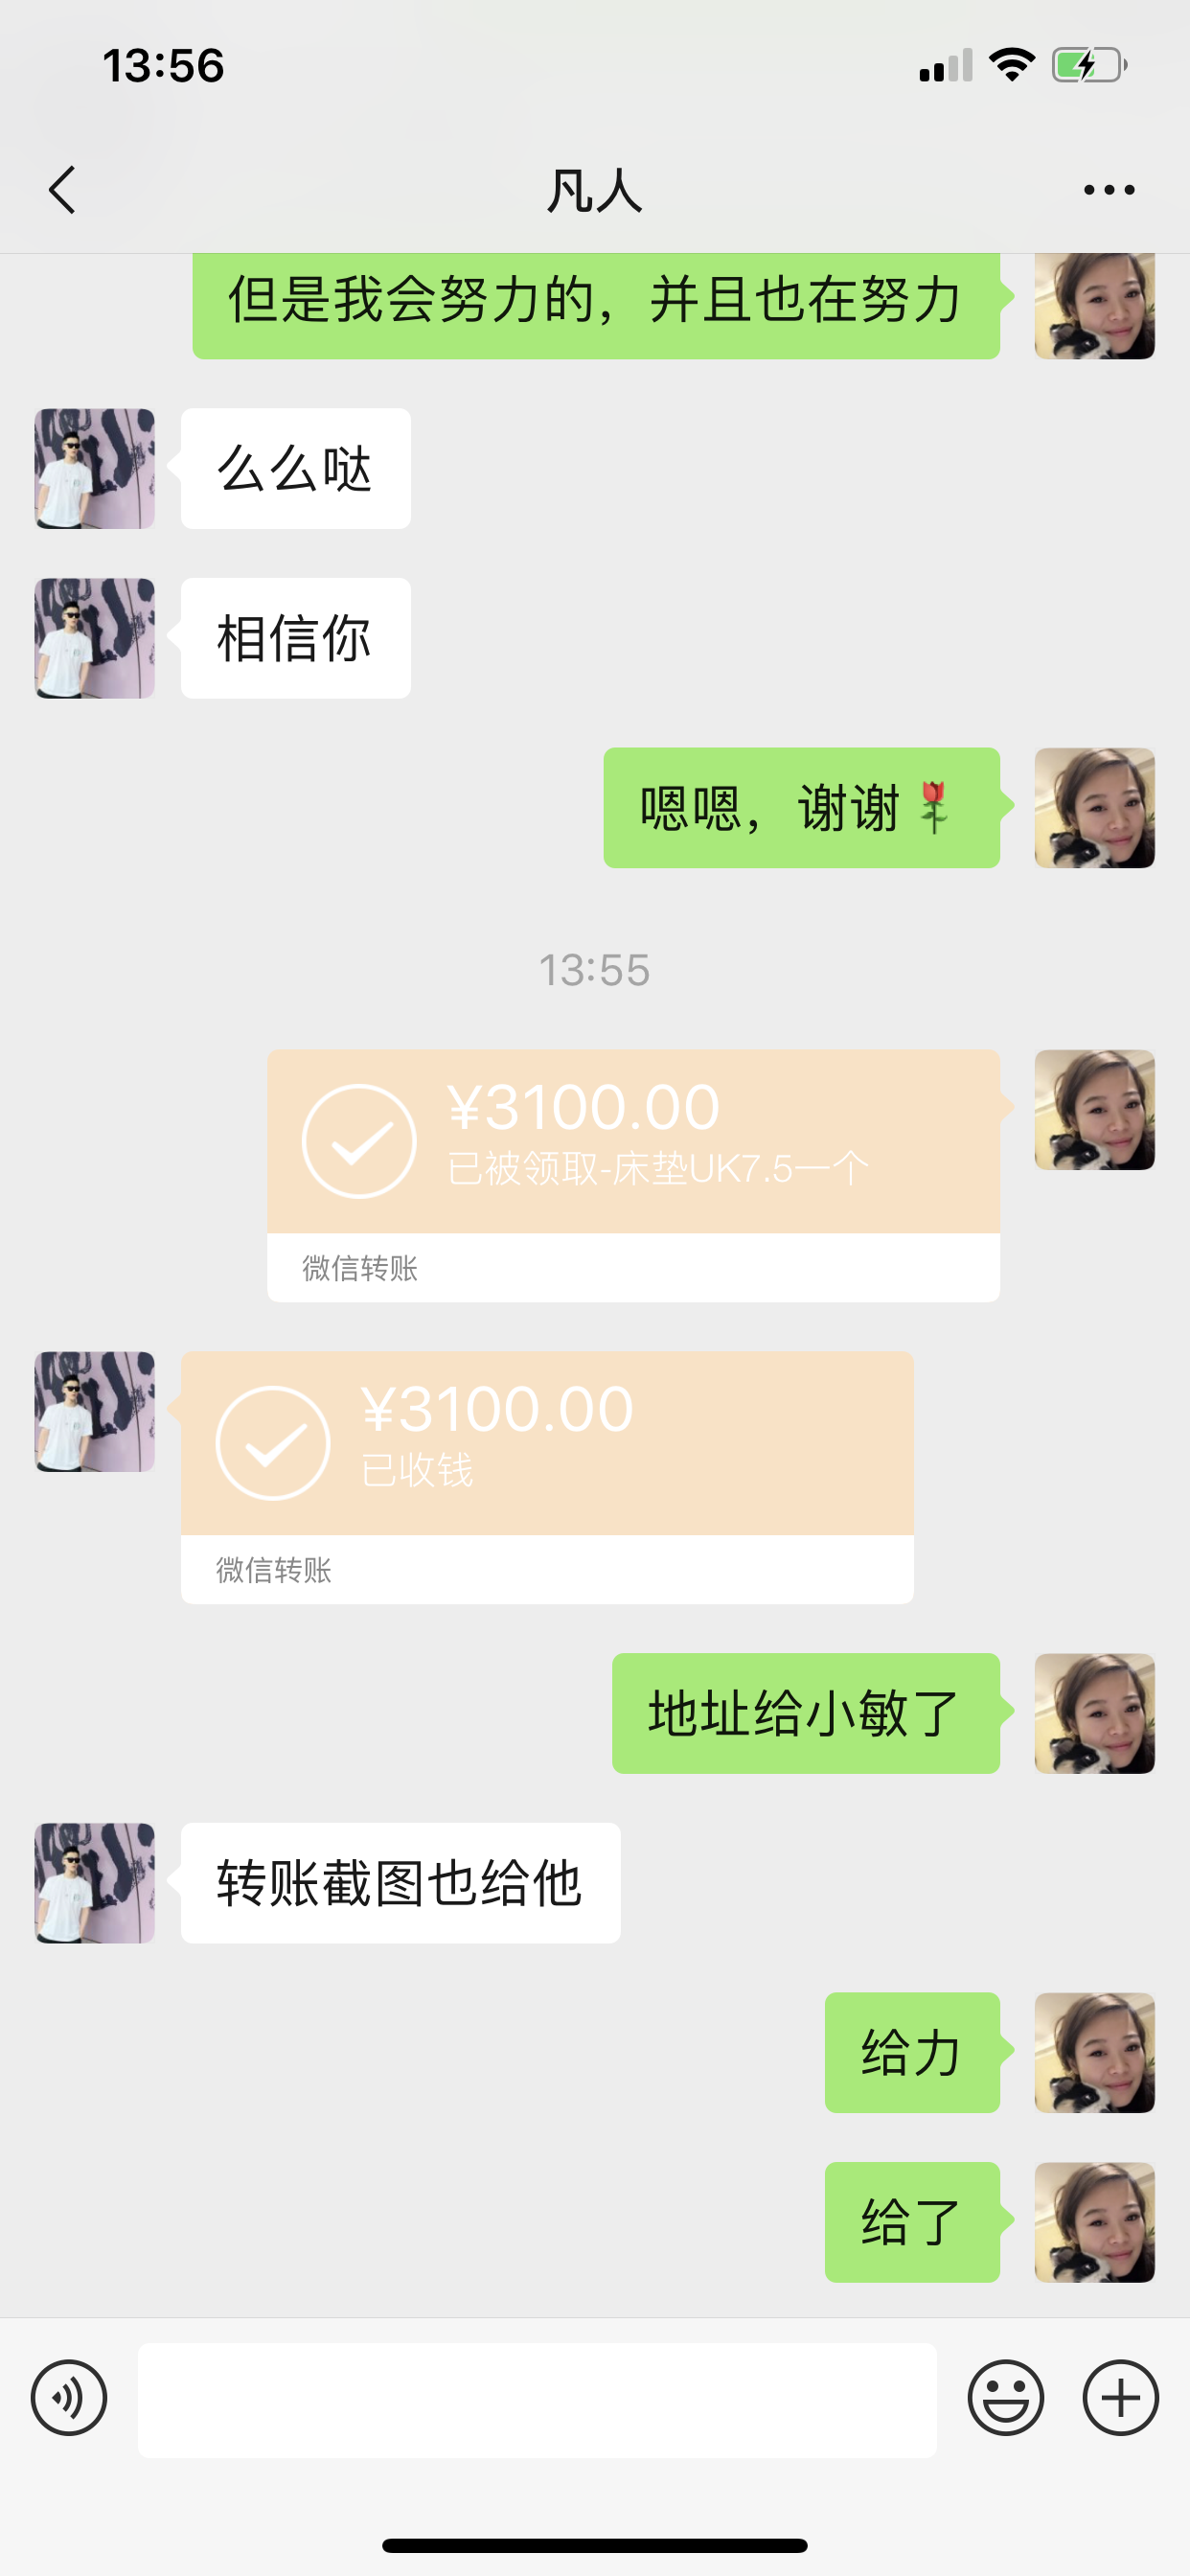 13:56
凡人
但是我会努力的，并且也在努力
么么哒
相信你
嗯嗯，谢谢🌹
13:55
¥3100.00
已被领取-床垫UK7.5一个
微信转账
¥3100.00
已收钱
微信转账
地址给小敏了
转账截图也给他
给力
给了